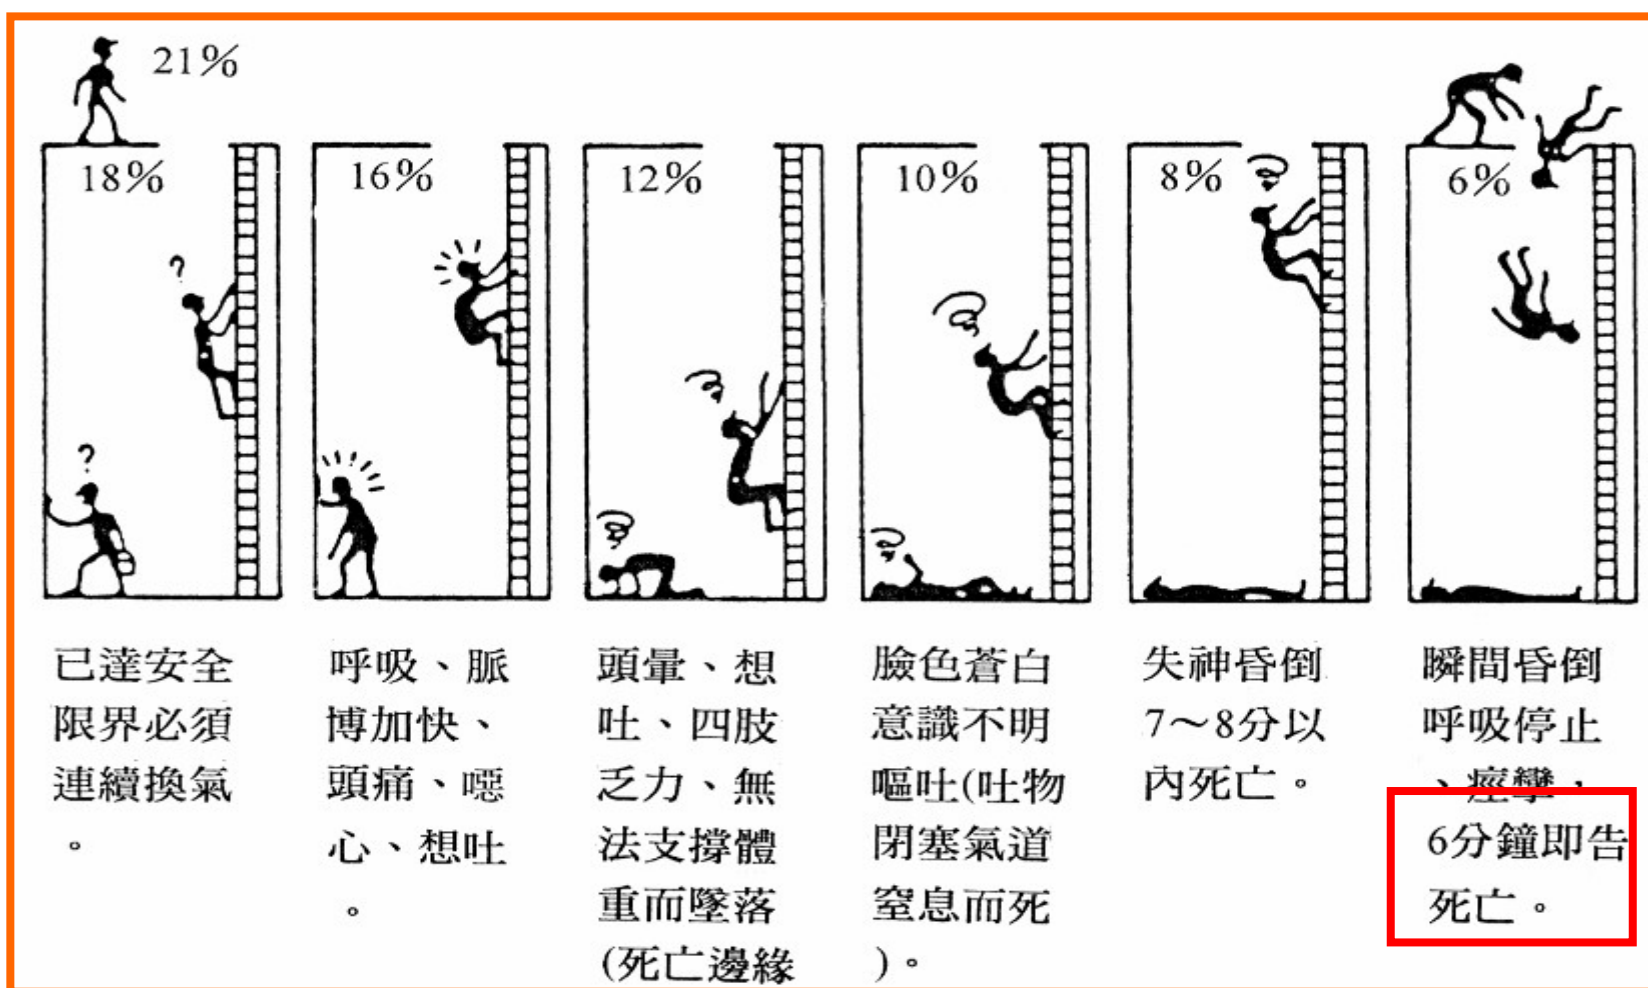 21%
18%
16%
12%
10%
8%
6%
已達安全
限界必須
連續換氣
。
呼吸、脈
博加快、
頭痛、噁
心、想吐
。
頭暈、想
吐、四肢
乏力、無
法支撐體
重而墜落
(死亡邊緣
臉色蒼白
意識不明
嘔吐(吐物
閉塞氣道
窒息而死
)。
失神昏倒
7～8分以
內死亡。
瞬間昏倒
呼吸停止
、痙攣，
6分鐘即告
死亡。